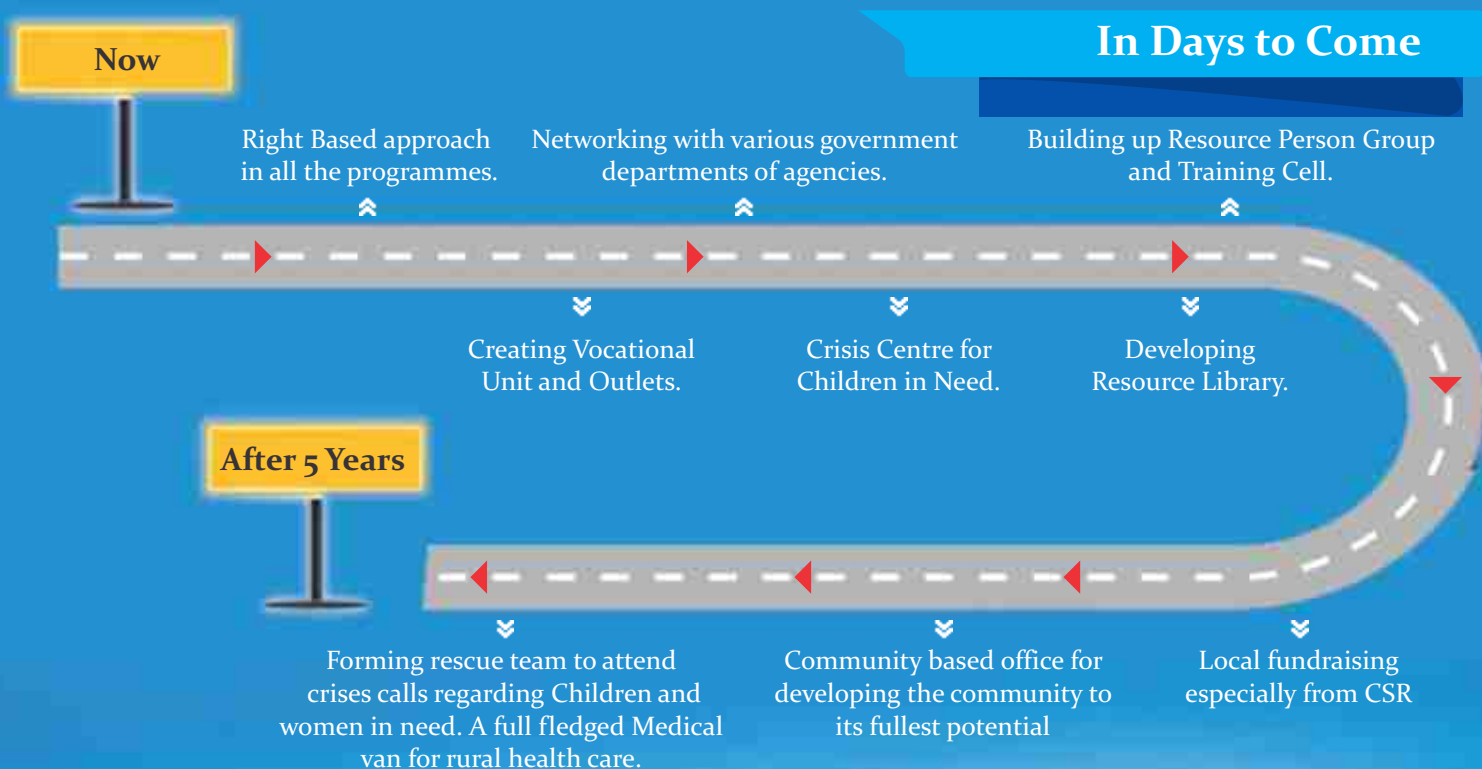 In Days to Come
Now
Right Based approach
in all the programmes.
Networking with various government
departments of agencies.
Building up Resource Person Group
and Training Cell.
Creating Vocational
Unit and Outlets.
Crisis Centre for
Children in Need.
Developing
Resource Library.
After 5 Years
Forming rescue team to attend
crises calls regarding Children and
women in need. A full fledged Medical
van for rural health care.
Community based office for
developing the community to
its fullest potential
Local fundraising
especially from CSR